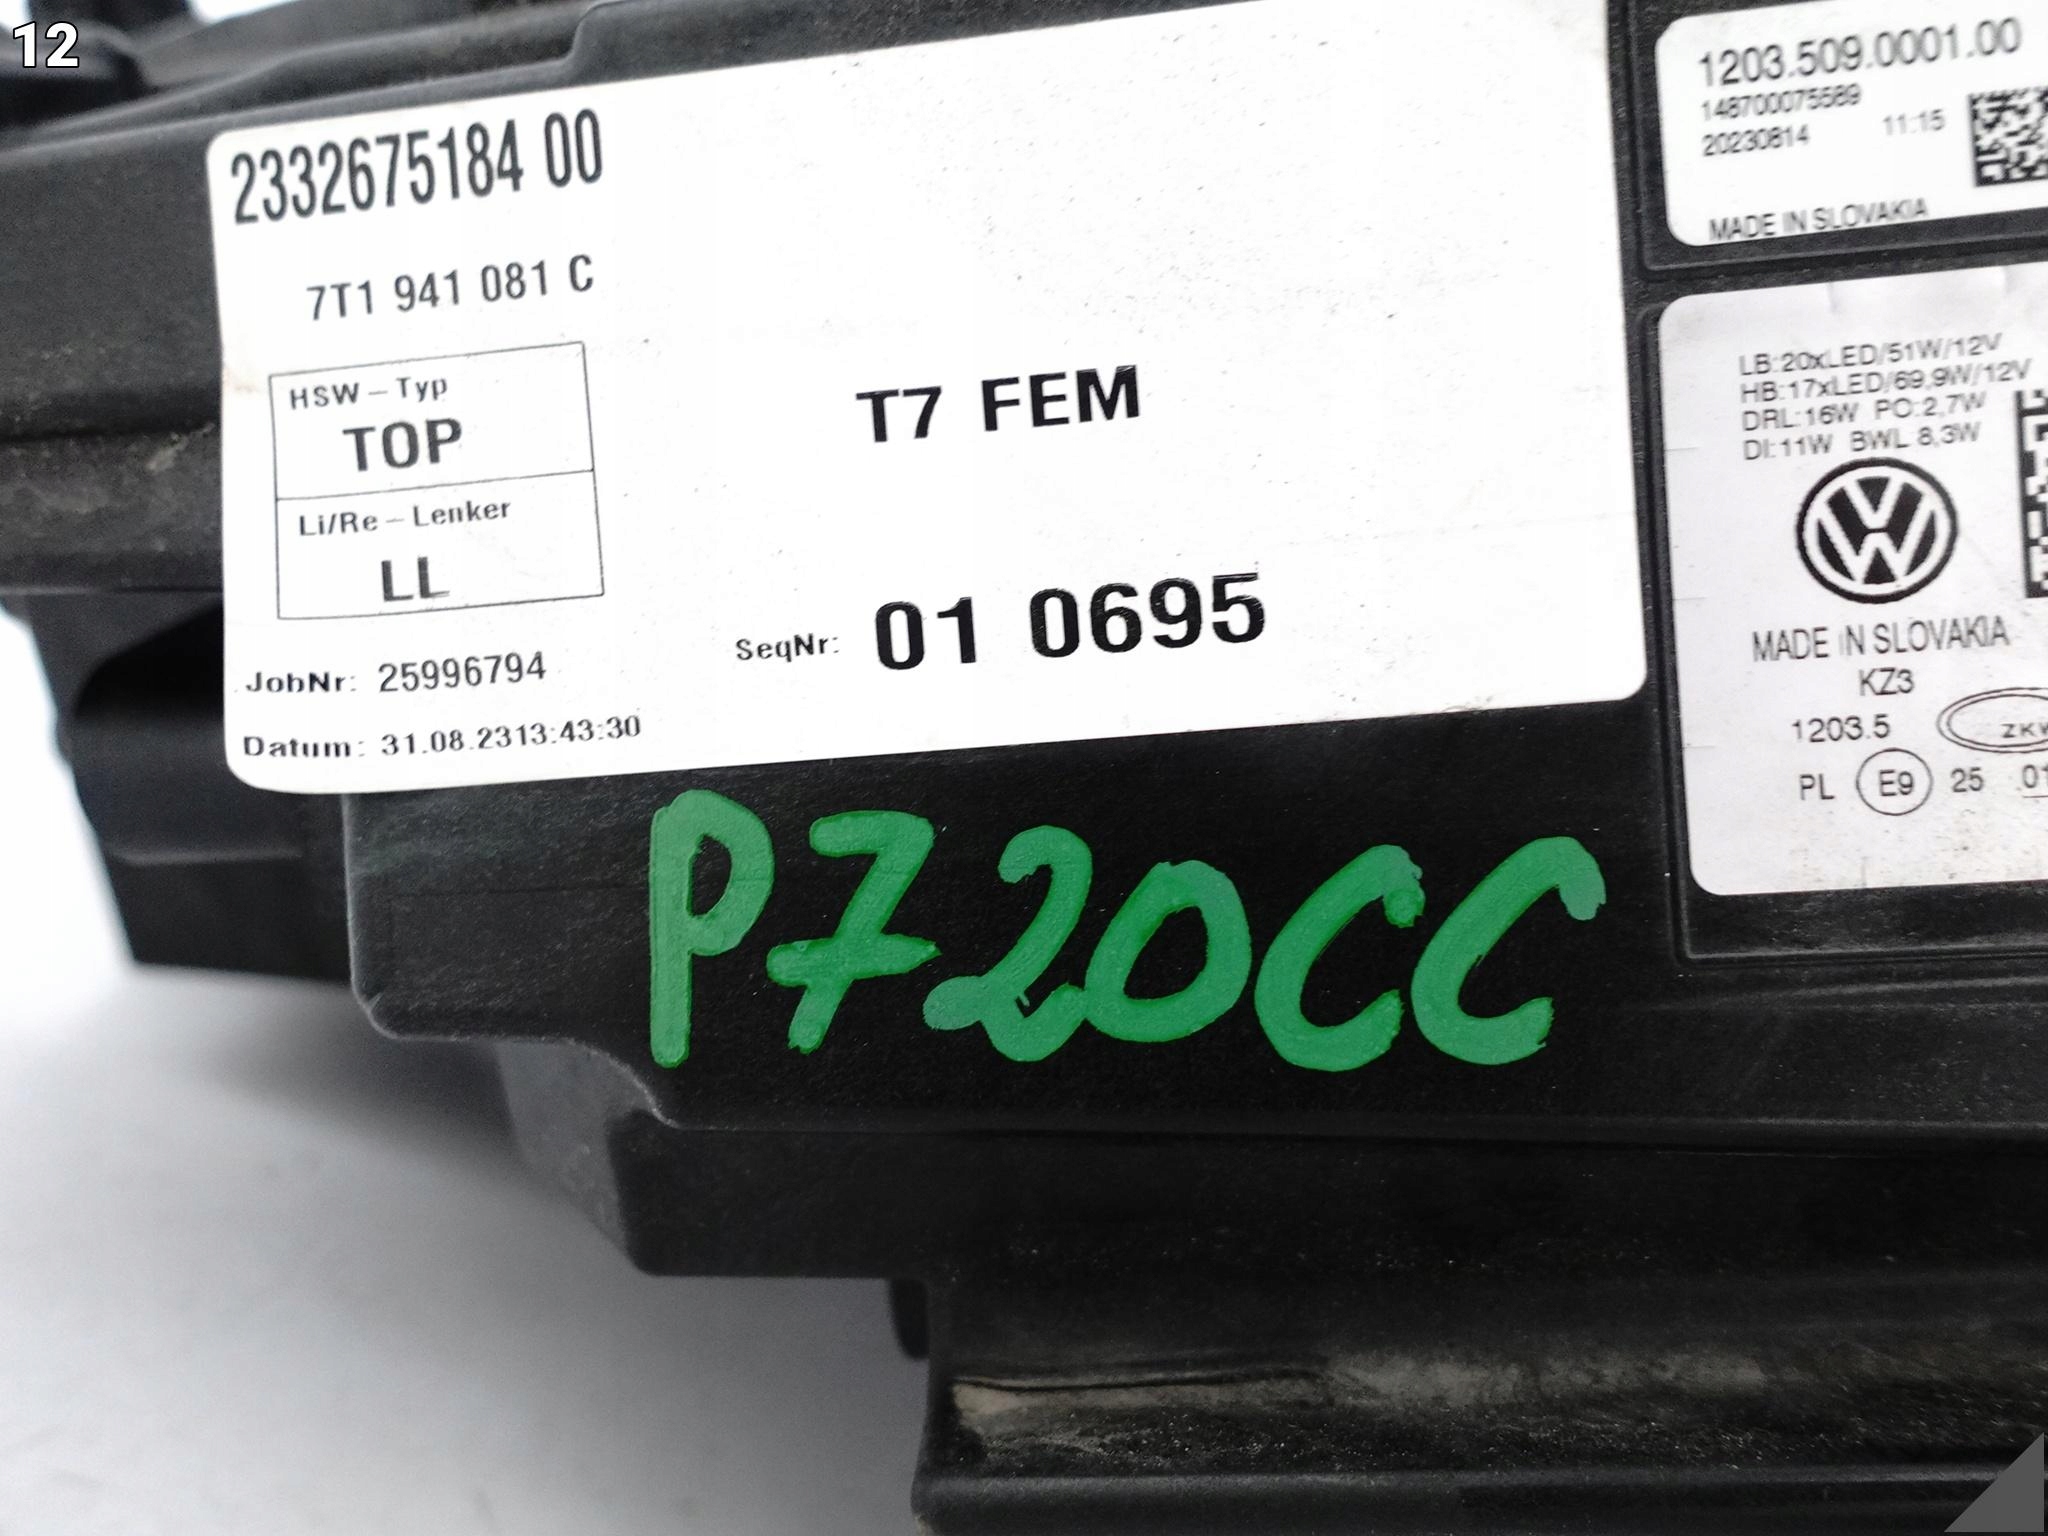 12
2332675184 00
7T1 941 081 C
HSW – Typ
TOP
Li/Re – Lenker
LL
T7 FEM
SeqNr: 01 0695
JobNr: 25996794
Datum: 31.08.2313:43:30
1203.509.0001.00
148700075589
20230814 11:15
MADE IN SLOVAKIA
LB:20xLED/51W/12V
HB:17xLED/69,9W/12V
DRL:16W PO:2,7W
DI:11W BWL 8,3W
MADE IN SLOVAKIA
KZ3
1203.5 ZKW
PL E9 25 .01
P720CC